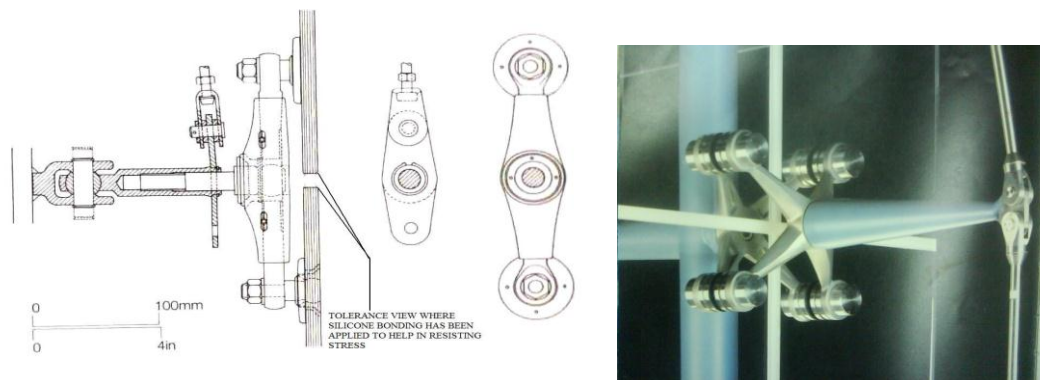 0 100mm
0 4in
TOLERANCE VIEW WHERE
SILICONE BONDING HAS BEEN
APPLIED TO HELP IN RESISTING
STRESS